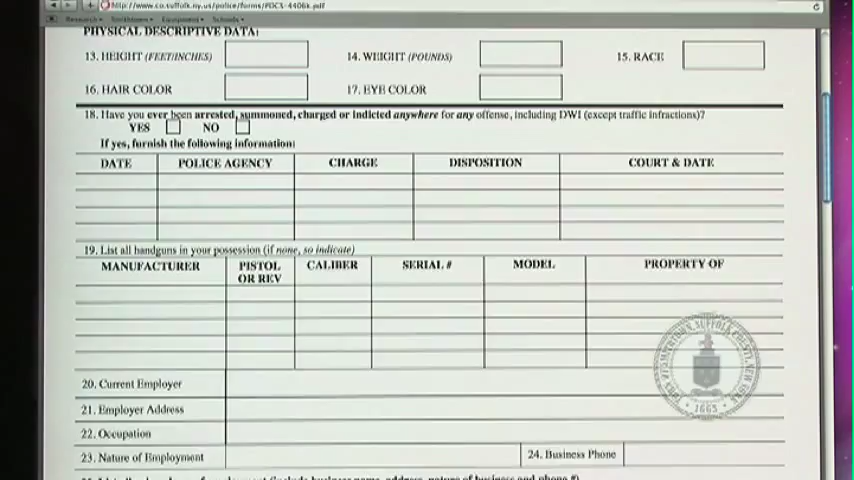 http://www.co.suffolk.ny.us/police/forms/PDCS-4406k.pdf
Research Smithtown Equipment Schools
PHYSICAL DESCRIPTIVE DATA:
13. HEIGHT (FEET/INCHES) 14. WEIGHT (POUNDS) 15. RACE
16. HAIR COLOR 17. EYE COLOR
18. Have you ever been arrested, summoned, charged or indicted anywhere for any offense, including DWI (except traffic infractions)?
YES NO
If yes, furnish the following information:
DATE POLICE AGENCY CHARGE DISPOSITION COURT & DATE
19. List all handguns in your possession (if none, so indicate)
MANUFACTURER PISTOL OR REV CALIBER SERIAL # MODEL PROPERTY OF
20. Current Employer
21. Employer Address
22. Occupation
23. Nature of Employment 24. Business Phone
1665